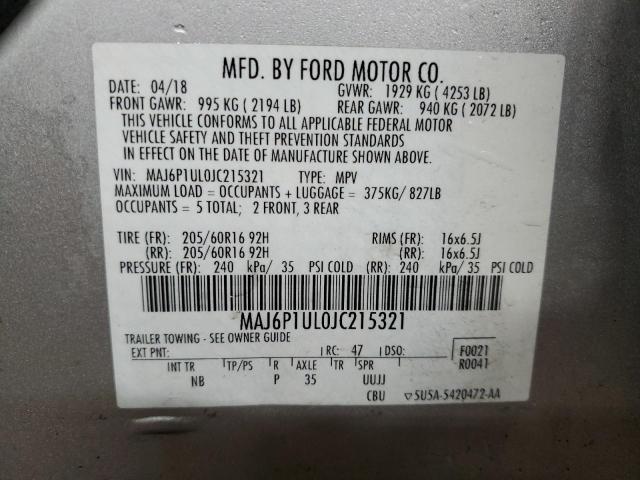 MFD. BY FORD MOTOR CO.
DATE: 04/18 GVWR: 1929 KG ( 4253 LB)
FRONT GAWR: 995 KG ( 2194 LB) REAR GAWR: 940 KG ( 2072 LB)
THIS VEHICLE CONFORMS TO ALL APPLICABLE FEDERAL MOTOR
VEHICLE SAFETY AND THEFT PREVENTION STANDARDS
IN EFFECT ON THE DATE OF MANUFACTURE SHOWN ABOVE.
VIN: MAJ6P1UL0JC215321 TYPE: MPV
MAXIMUM LOAD = OCCUPANTS + LUGGAGE = 375KG/ 827LB
OCCUPANTS = 5 TOTAL; 2 FRONT, 3 REAR
TIRE (FR): 205/60R16 92H RIMS (FR): 16x6.5J
(RR): 205/60R16 92H (RR): 16x6.5J
PRESSURE (FR): 240 kPa/ 35 PSI COLD (RR): 240 kPa/ 35 PSI COLD
MAJ6P1UL0JC215321
TRAILER TOWING - SEE OWNER GUIDE
EXT PNT: RC: 47 DSO: F0021
R0041
INT TR TP/PS R AXLE TR SPR
NB P 35 UUJJ
CBU ▽5U5A-5420472-AA